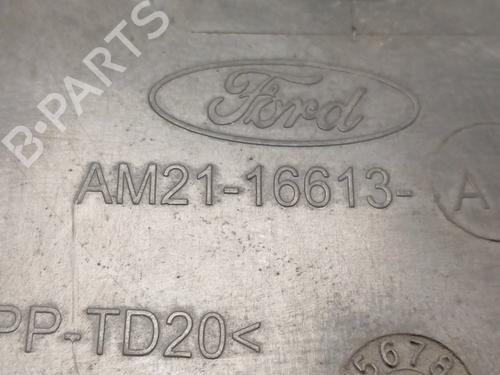 B-PARTS
Ford
AM21-16613-
A
PP-TD20<
5678